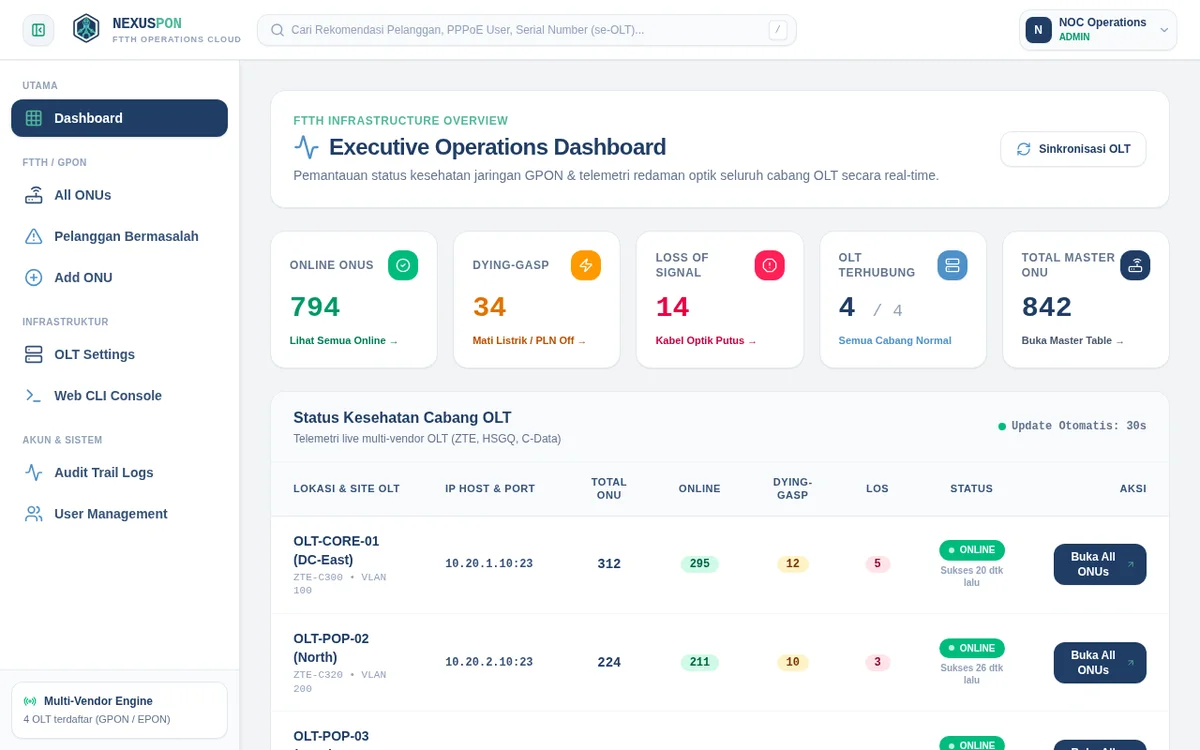 NEXUSPON
FTTH OPERATIONS CLOUD
Cari Rekomendasi Pelanggan, PPPoE User, Serial Number (se-OLT)...
/
N
NOC Operations
ADMIN
UTAMA
Dashboard
FTTH / GPON
All ONUs
Pelanggan Bermasalah
Add ONU
INFRASTRUKTUR
OLT Settings
Web CLI Console
AKUN & SISTEM
Audit Trail Logs
User Management
Multi-Vendor Engine
4 OLT terdaftar (GPON / EPON)
FTTH INFRASTRUCTURE OVERVIEW
Executive Operations Dashboard
Pemantauan status kesehatan jaringan GPON & telemetri redaman optik seluruh cabang OLT secara real-time.
Sinkronisasi OLT
ONLINE ONUS
794
Lihat Semua Online →
DYING-GASP
34
Mati Listrik / PLN Off →
LOSS OF
SIGNAL
14
Kabel Optik Putus →
OLT
TERHUBUNG
4 / 4
Semua Cabang Normal
TOTAL MASTER
ONU
842
Buka Master Table →
Status Kesehatan Cabang OLT
Telemetri live multi-vendor OLT (ZTE, HSGQ, C-Data)
Update Otomatis: 30s
LOKASI & SITE OLT
IP HOST & PORT
TOTAL
ONU
ONLINE
DYING-
GASP
LOS
STATUS
AKSI
OLT-CORE-01
(DC-East)
ZTE-C300 • VLAN
100
10.20.1.10:23
312
295
12
5
ONLINE
Sukses 20 dtk
lalu
Buka All
ONUs
OLT-POP-02
(North)
ZTE-C320 • VLAN
200
10.20.2.10:23
224
211
10
3
ONLINE
Sukses 26 dtk
lalu
Buka All
ONUs
OLT-POP-03
ONLINE